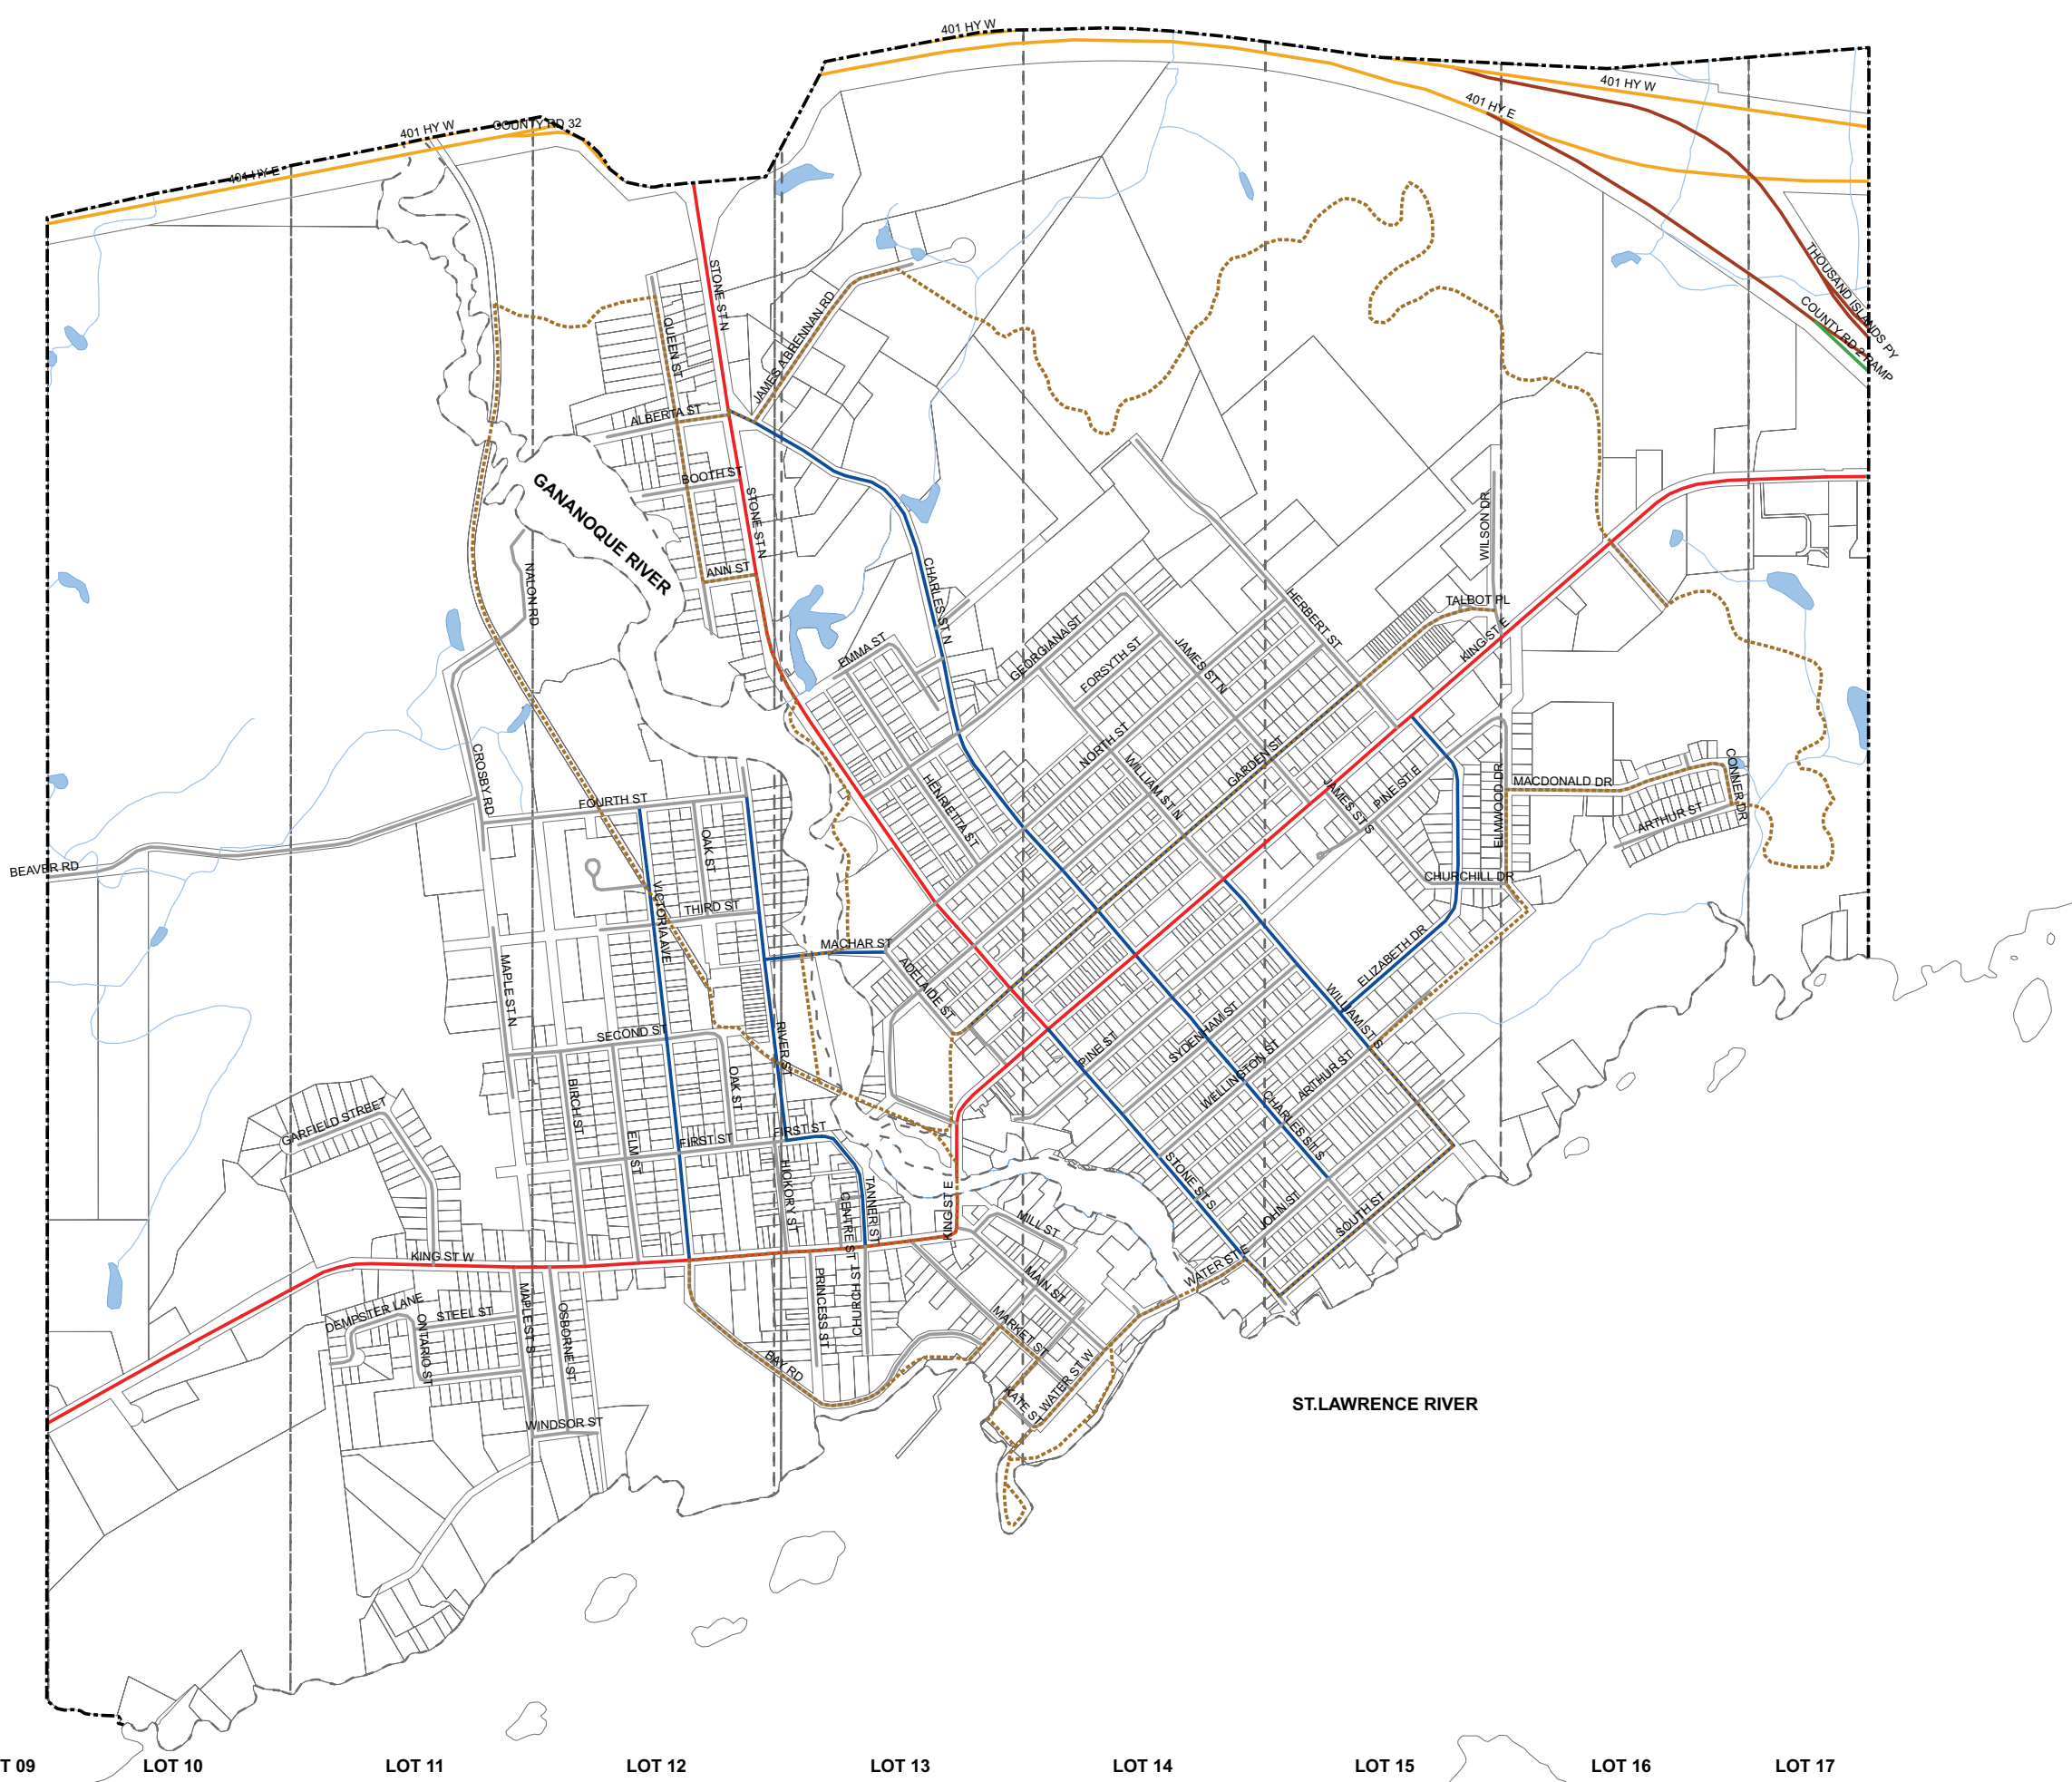 401 HY W
401 HY W
401 HY E
COUNTY RD 32
401 HY W
401 HY E
THOUSAND ISLANDS PY
COUNTY RD 2 RAMP
STONE ST N
QUEEN ST
JAMES A BRENNAN RD
ALBERTA ST
BOOTH ST
STONE ST N
GANANOQUE RIVER
ANN ST
NALON RD
CHARLES ST N
WILSON DR
TALBOT PL
KING ST E
HERBERT ST
GEORGIANA ST
FORSYTH ST
JAMES ST N
EMMA ST
NORTH ST
WILLIAM ST N
GARDEN ST
HENRIETTA ST
JAMES ST S
PINE ST E
ELMWOOD DR
MACDONALD DR
CONNER DR
ARTHUR ST
CHURCHILL DR
CROSBY RD
FOURTH ST
OAK ST
BEAVER RD
VICTORIA AVE
THIRD ST
MACHAR ST
ADELAIDE ST
ELIZABETH DR
WILLIAM ST S
MAPLE ST N
SECOND ST
RIVER ST
PINE ST
SYDENHAM ST
WELLINGTON ST
ARTHUR ST
CHARLES ST S
BIRCH ST
OAK ST
ELM ST
FIRST ST
FIRST ST
GARFIELD STREET
HICKORY ST
CENTRE ST
TANNER ST
KING ST E
STONE ST S
JOHN ST
SOUTH ST
MILL ST
WATER ST E
KING ST W
MAIN ST
DEMPSTER LANE
STEEL ST
ONTARIO ST
MAPLE ST S
OSBORNE ST
PRINCESS ST
CHURCH ST
MARKET ST
BAY RD
WATER ST W
KATE ST
WINDSOR ST
ST.LAWRENCE RIVER
T 09
LOT 10
LOT 11
LOT 12
LOT 13
LOT 14
LOT 15
LOT 16
LOT 17